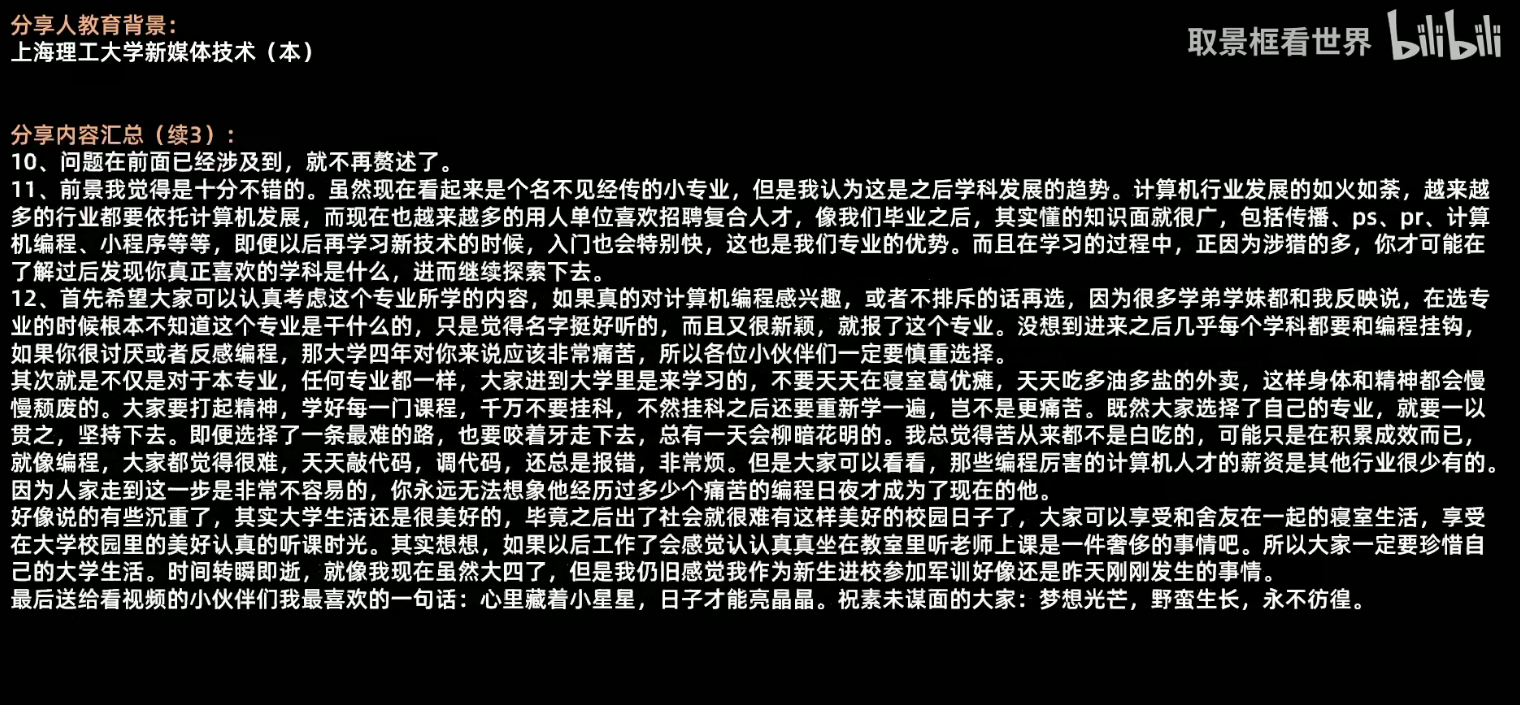 分享人教育背景：
上海理工大学新媒体技术（本）
取景框看世界 bilibili
分享内容汇总（续3）：
10、问题在前面已经涉及到，就不再赘述了。
11、前景我觉得是十分不错的。虽然现在看起来是个名不见经传的小专业，但是我认为这是之后学科发展的趋势。计算机行业发展的如火如荼，越来越
多的行业都要依托计算机发展，而现在也越来越多的用人单位喜欢招聘复合人才，像我们毕业之后，其实懂的知识面就很广，包括传播、ps、pr、计算
机编程、小程序等等，即便以后再学习新技术的时候，入门也会特别快，这也是我们专业的优势。而且在学习的过程中，正因为涉猎的多，你才可能在
了解过后发现你真正喜欢的学科是什么，进而继续探索下去。
12、首先希望大家可以认真考虑这个专业所学的内容，如果真的对计算机编程感兴趣，或者不排斥的话再选，因为很多学弟学妹都和我反映说，在选专
业的时候根本不知道这个专业是干什么的，只是觉得名字挺好听的，而且又很新颖，就报了这个专业。没想到进来之后几乎每个学科都要和编程挂钩，
如果你很讨厌或者反感编程，那大学四年对你来说应该非常痛苦，所以各位小伙伴们一定要慎重选择。
其次就是不仅是对于本专业，任何专业都一样，大家进到大学里是来学习的，不要天天在寝室葛优瘫，天天吃多油多盐的外卖，这样身体和精神都会慢
慢颓废的。大家要打起精神，学好每一门课程，千万不要挂科，不然挂科之后还要重新学一遍，岂不是更痛苦。既然大家选择了自己的专业，就要一以
贯之，坚持下去。即便选择了一条最难的路，也要咬着牙走下去，总有一天会柳暗花明的。我总觉得苦从来都不是白吃的，可能只是在积累成效而已，
就像编程，大家都觉得很难，天天敲代码，调代码，还总是报错，非常烦。但是大家可以看看，那些编程厉害的计算机人才的薪资是其他行业很少有的。
因为人家走到这一步是非常不容易的，你永远无法想象他经历过多少个痛苦的编程日夜才成为了现在的他。
好像说的有些沉重了，其实大学生活还是很美好的，毕竟之后出了社会就很难有这样美好的校园日子了，大家可以享受和舍友在一起的寝室生活，享受
在大学校园里的美好认真的听课时光。其实想想，如果以后工作了会感觉认认真真坐在教室里听老师上课是一件奢侈的事情吧。所以大家一定要珍惜自
己的大学生活。时间转瞬即逝，就像我现在虽然大四了，但是我仍旧感觉我作为新生进校参加军训好像还是昨天刚刚发生的事情。
最后送给看视频的小伙伴们我最喜欢的一句话：心里藏着小星星，日子才能亮晶晶。祝素未谋面的大家：梦想光芒，野蛮生长，永不彷徨。